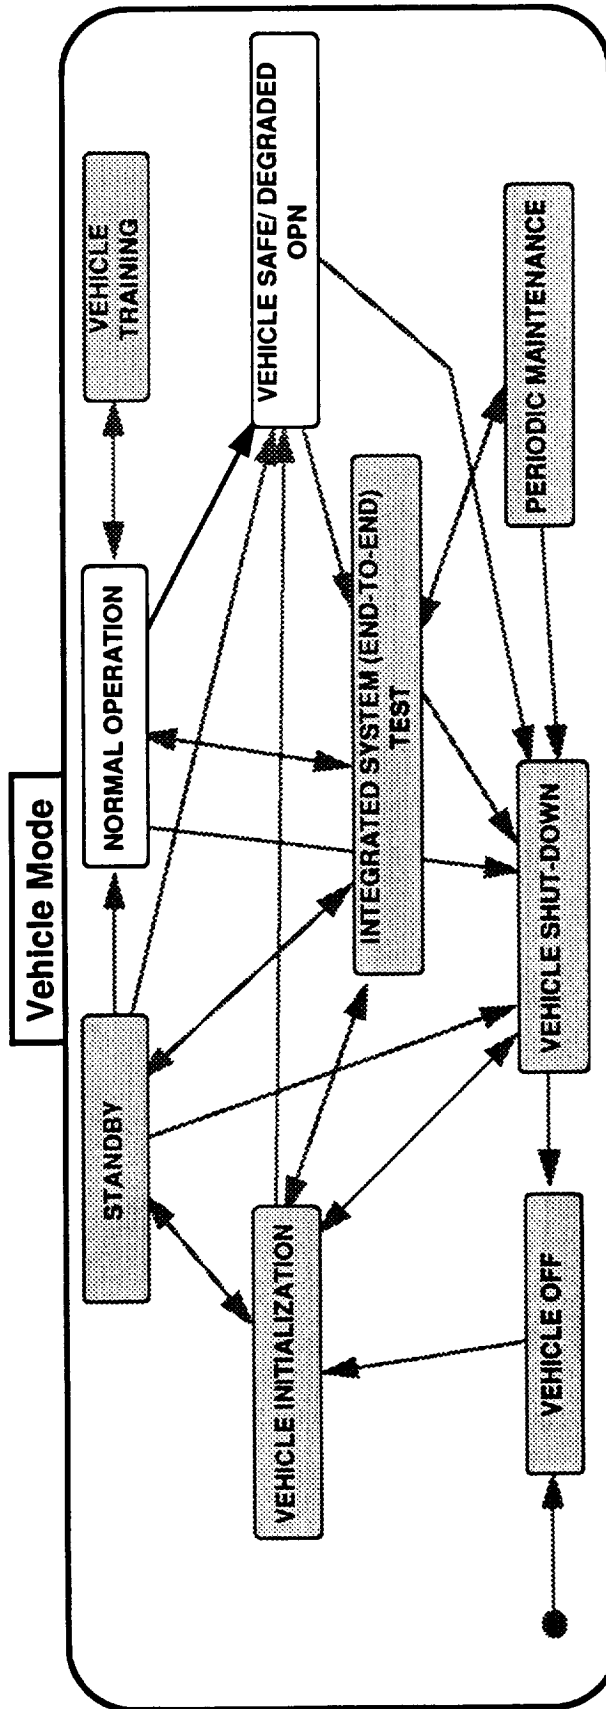 Vehicle Mode
STANDBY
NORMAL OPERATION
VEHICLE
TRAINING
VEHICLE INITIALIZATION
VEHICLE SAFE/ DEGRADED
OPN
INTEGRATED SYSTEM (END-TO-END)
TEST
VEHICLE OFF
VEHICLE SHUT-DOWN
PERIODIC MAINTENANCE